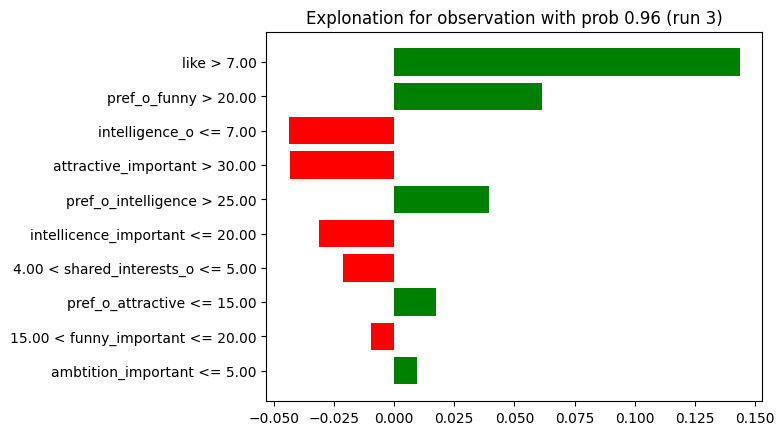 Explonation for observation with prob 0.96 (run 3)
like > 7.00
pref_o_funny > 20.00
intelligence_o <= 7.00
attractive_important > 30.00
pref_o_intelligence > 25.00
intellicence_important <= 20.00
4.00 < shared_interests_o <= 5.00
pref_o_attractive <= 15.00
15.00 < funny_important <= 20.00
ambtition_important <= 5.00
−0.050 −0.025 0.000 0.025 0.050 0.075 0.100 0.125 0.150